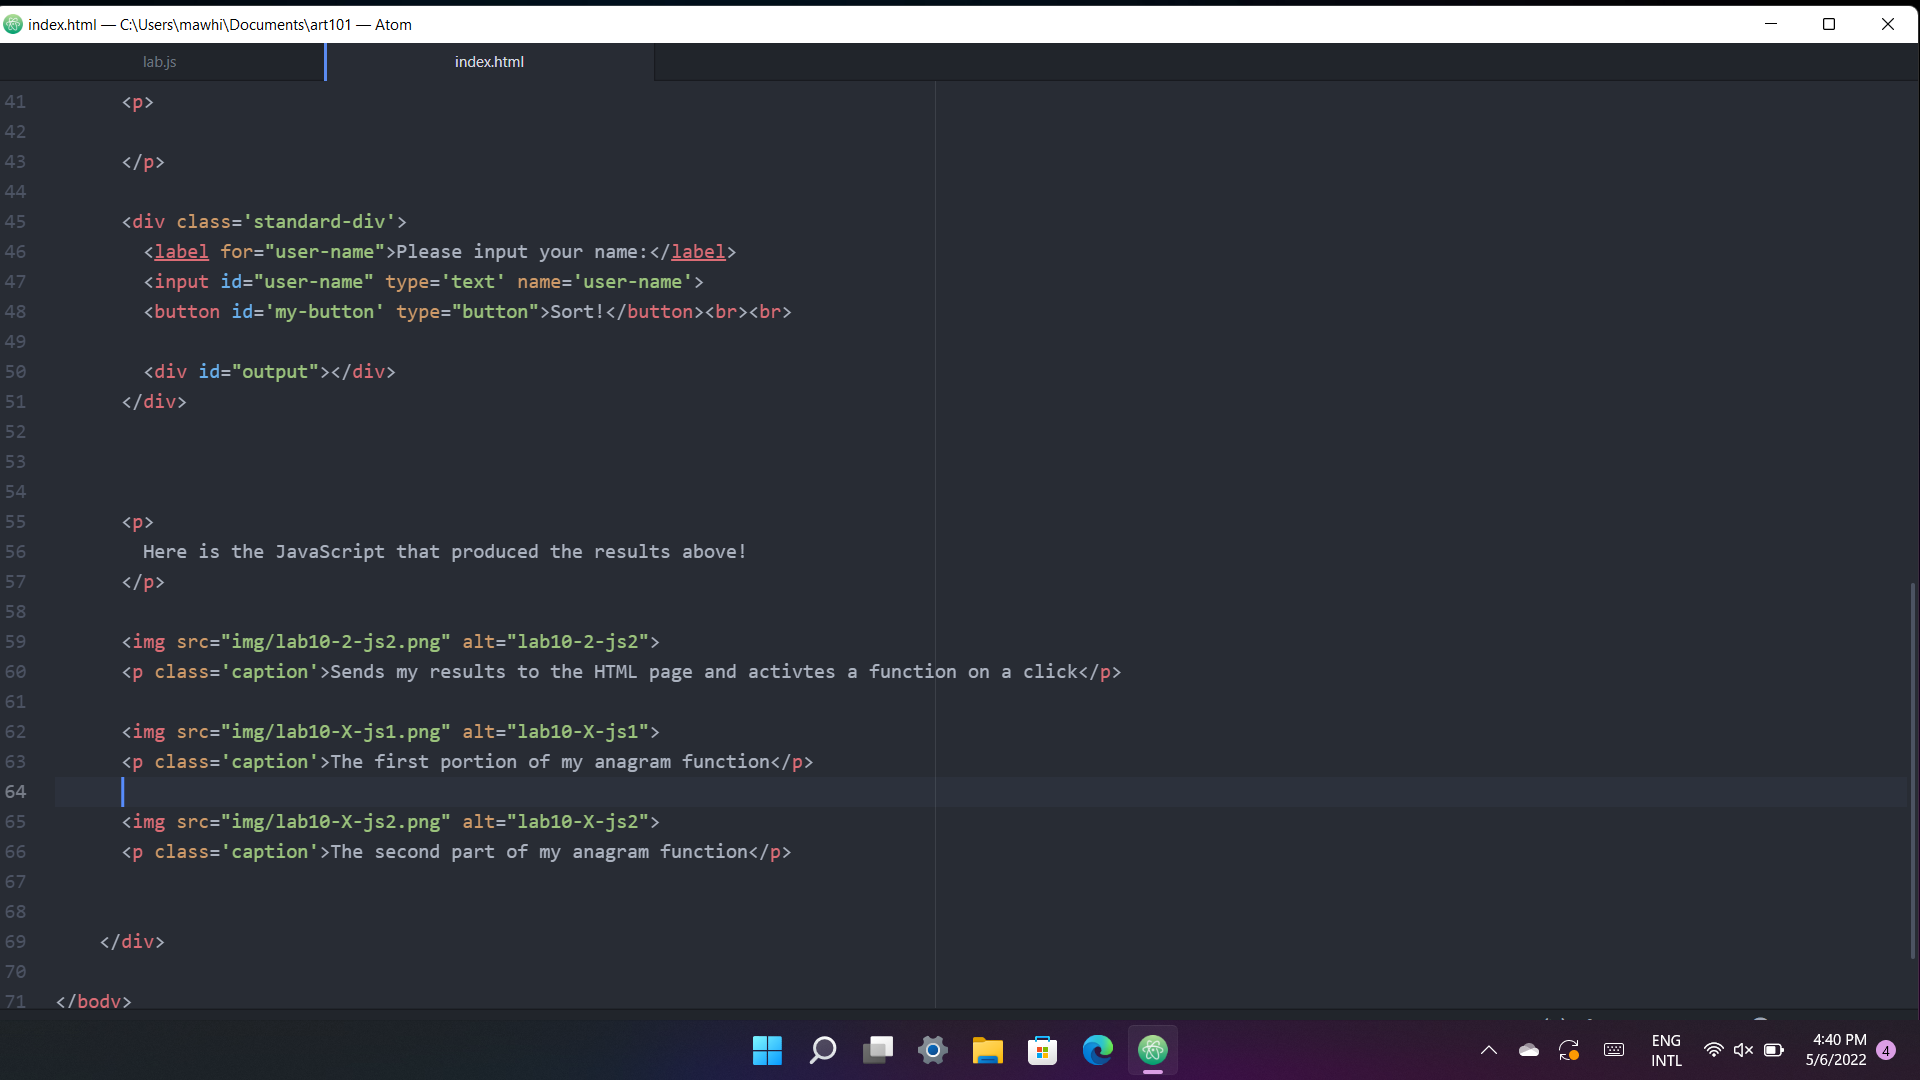 index.html — C:\Users\mawhi\Documents\art101 — Atom
lab.js
index.html
41 <p>
42
43 </p>
44
45 <div class='standard-div'>
46 <label for="user-name">Please input your name:</label>
47 <input id="user-name" type='text' name='user-name'>
48 <button id='my-button' type="button">Sort!</button><br><br>
49
50 <div id="output"></div>
51 </div>
52
53
54
55 <p>
56 Here is the JavaScript that produced the results above!
57 </p>
58
59 <img src="img/lab10-2-js2.png" alt="lab10-2-js2">
60 <p class='caption'>Sends my results to the HTML page and activtes a function on a click</p>
61
62 <img src="img/lab10-X-js1.png" alt="lab10-X-js1">
63 <p class='caption'>The first portion of my anagram function</p>
64
65 <img src="img/lab10-X-js2.png" alt="lab10-X-js2">
66 <p class='caption'>The second part of my anagram function</p>
67
68
69 </div>
70
71 </body>
ENG
INTL
4:40 PM
5/6/2022
4